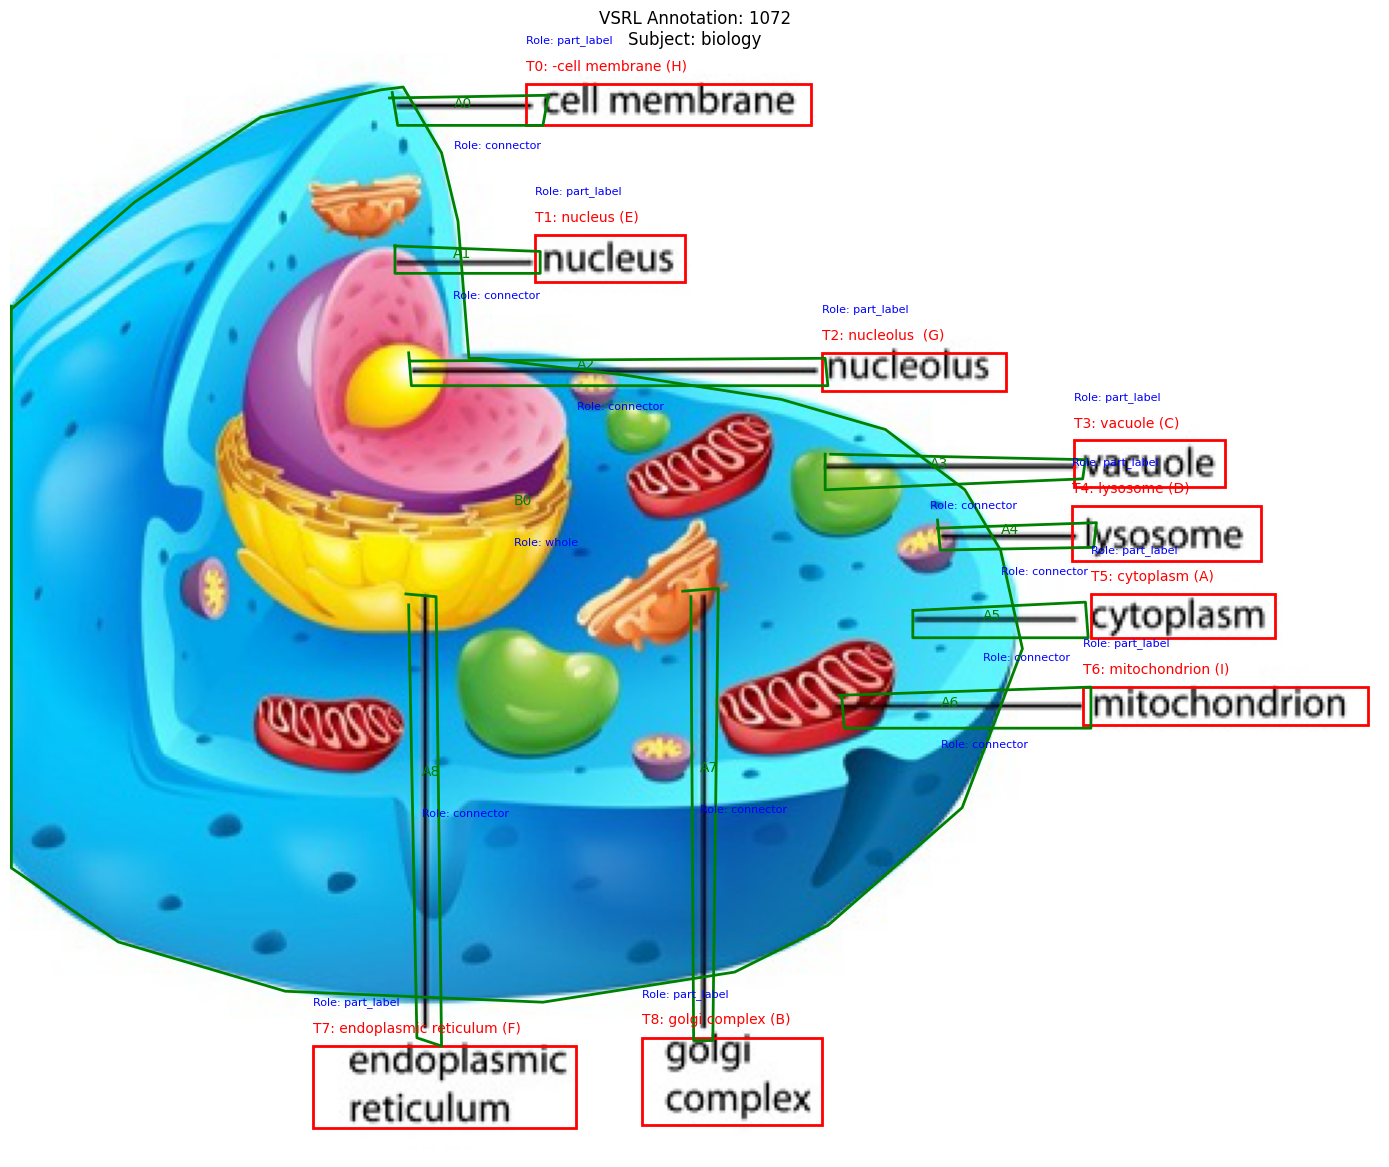 VSRL Annotation: 1072
Subject: biology
Role: part_label
T0: -cell membrane (H)
cell membrane
A0
Role: connector
Role: part_label
T1: nucleus (E)
nucleus
A1
Role: connector
Role: part_label
T2: nucleolus (G)
nucleolus
A2
Role: connector
Role: part_label
T3: vacuole (C)
vacuole
A3
Role: connector
Role: part_label
T4: lysosome (D)
lysosome
A4
Role: connector
B0
Role: whole
Role: part_label
T5: cytoplasm (A)
cytoplasm
A5
Role: connector
Role: part_label
T6: mitochondrion (I)
mitochondrion
A6
Role: connector
A8
Role: connector
A7
Role: connector
Role: part_label
T7: endoplasmic reticulum (F)
endoplasmic
reticulum
Role: part_label
T8: golgi complex (B)
golgi
complex